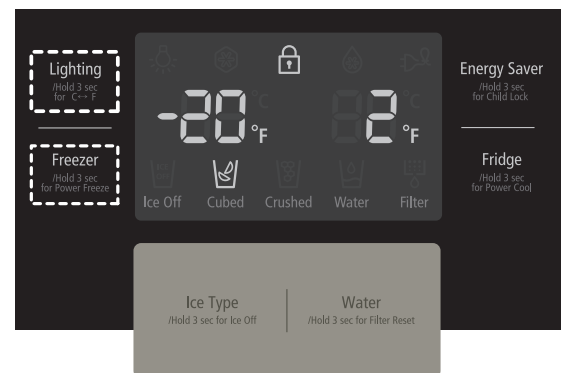 Lighting
/Hold 3 sec
for C↔F
Energy Saver
/Hold 3 sec
for Child Lock
-20 °C °F
2 °C °F
Freezer
/Hold 3 sec
for Power Freeze
Fridge
/Hold 3 sec
for Power Cool
Ice Off Cubed Crushed Water Filter
Ice Type
/Hold 3 sec for Ice Off
Water
/Hold 3 sec for Filter Reset